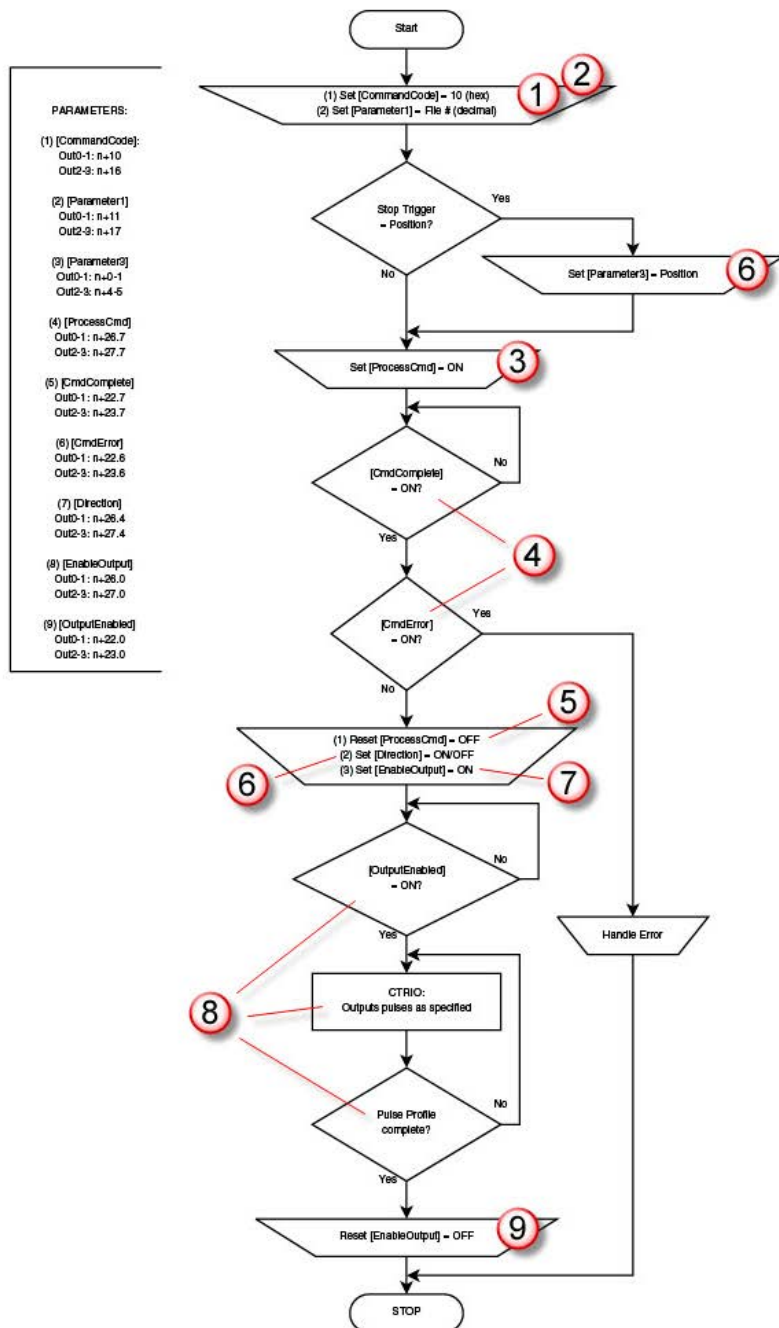 Start
(1) Set [CommandCode] = 10 (hex)
(2) Set [Parameter1] = File # (decimal)
1
2
PARAMETERS:
(1) [CommandCode]:
Out0-1: n+10
Out2-3: n+16
(2) [Parameter1]
Out0-1: n+11
Out2-3: n+17
(3) [Parameter3]
Out0-1: n+0-1
Out2-3: n+4-5
(4) [ProcessCmd]
Out0-1: n+26.7
Out2-3: n+27.7
(5) [CmdComplete]
Out0-1: n+22.7
Out2-3: n+23.7
(6) [CmdError]
Out0-1: n+22.6
Out2-3: n+23.6
(7) [Direction]
Out0-1: n+26.4
Out2-3: n+27.4
(8) [EnableOutput]
Out0-1: n+26.0
Out2-3: n+27.0
(9) [OutputEnabled]
Out0-1: n+22.0
Out2-3: n+23.0
Stop Trigger
= Position?
Yes
No
Set [Parameter3] = Position
6
Set [ProcessCmd] = ON
3
[CmdComplete]
= ON?
No
Yes
4
[CmdError]
= ON?
Yes
No
5
(1) Reset [ProcessCmd] = OFF
(2) Set [Direction] = ON/OFF
(3) Set [EnableOutput] = ON
6
7
[OutputEnabled]
= ON?
No
Yes
Handle Error
CTRIO:
Outputs pulses as specified
8
Pulse Profile
complete?
No
Yes
Reset [EnableOutput] = OFF
9
STOP